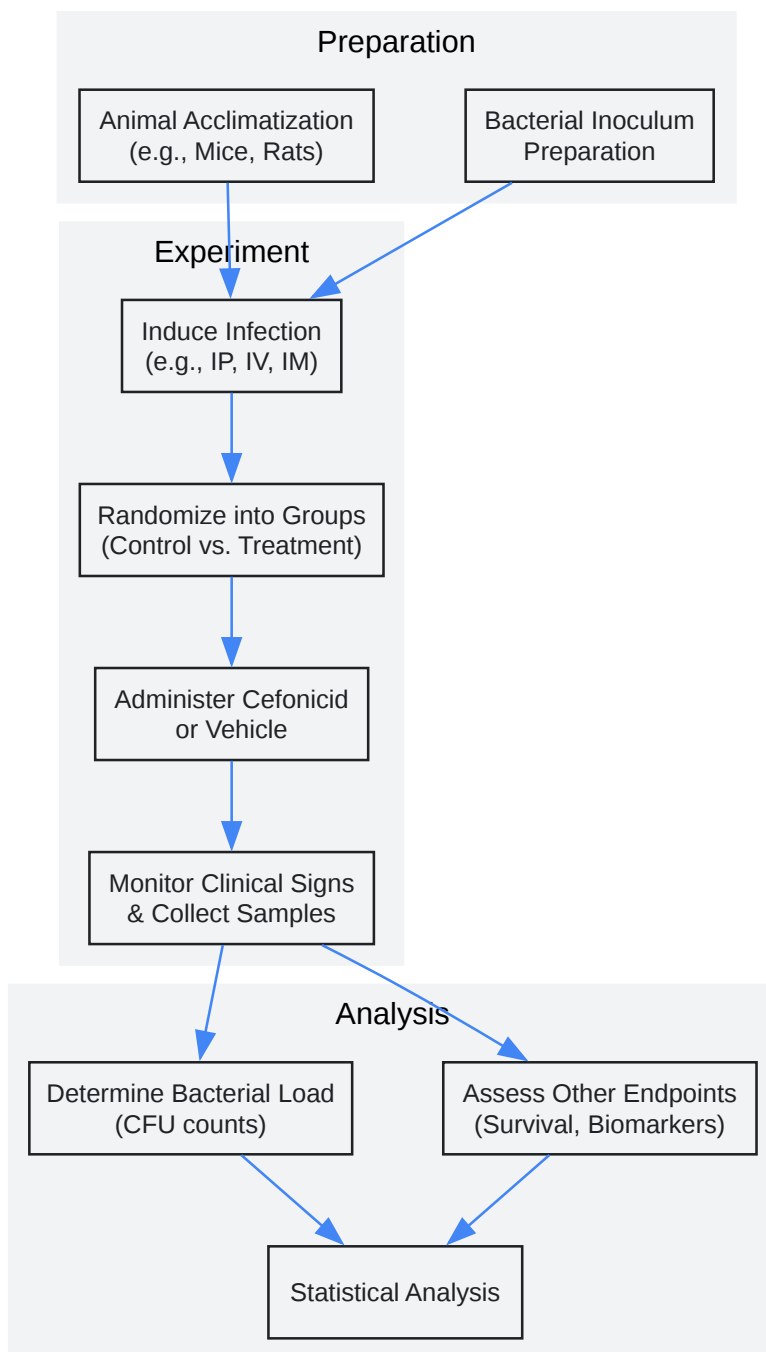 Preparation
Animal Acclimatization
(e.g., Mice, Rats)
Bacterial Inoculum
Preparation
Experiment
Induce Infection
(e.g., IP, IV, IM)
Randomize into Groups
(Control vs. Treatment)
Administer Cefonicid
or Vehicle
Monitor Clinical Signs
& Collect Samples
Analysis
Determine Bacterial Load
(CFU counts)
Assess Other Endpoints
(Survival, Biomarkers)
Statistical Analysis